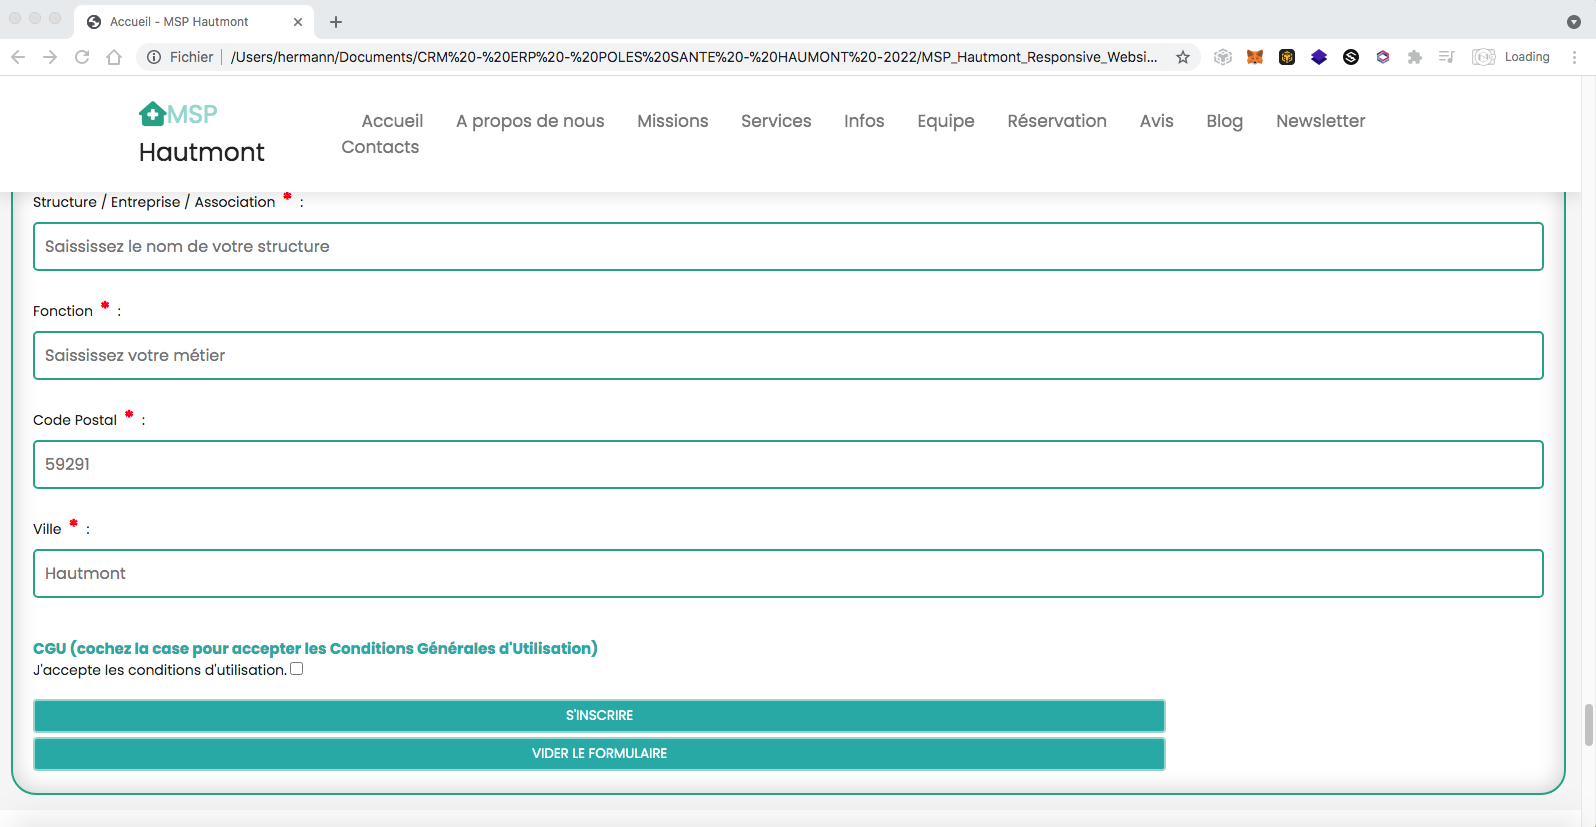 Accueil - MSP Hautmont
Fichier /Users/hermann/Documents/CRM%20-%20ERP%20-%20POLES%20SANTE%20-%20HAUMONT%20-2022/MSP_Hautmont_Responsive_Websi... Loading
MSP
Hautmont
Accueil A propos de nous Missions Services Infos Equipe Réservation Avis Blog Newsletter
Contacts
Structure / Entreprise / Association * :
Saississez le nom de votre structure
Fonction * :
Saississez votre métier
Code Postal * :
59291
Ville * :
Hautmont
CGU (cochez la case pour accepter les Conditions Générales d'Utilisation)
J'accepte les conditions d'utilisation.
S'INSCRIRE
VIDER LE FORMULAIRE